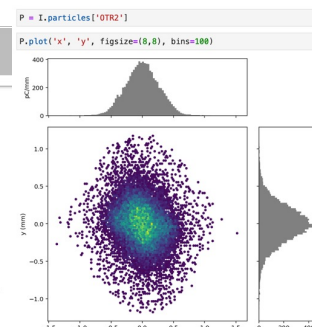 P = I.particles['OTR2']
P.plot('x', 'y', figsize=(8,8), bins=100)
400
200
0
pC/mm
1.0
0.5
0.0
−0.5
−1.0
y (mm)